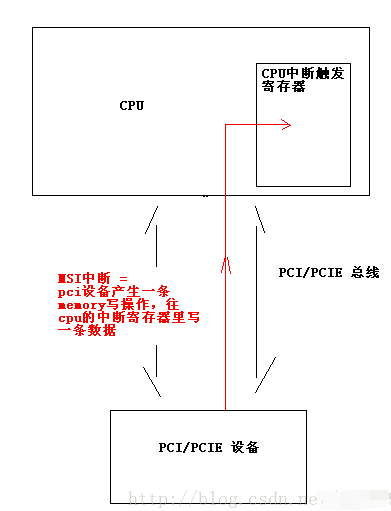 CPU中断触发
寄存器
CPU
PCI/PCIE 总线
MSI中断 =
pci设备产生一条
memory写操作，往
cpu的中断寄存器里写
一条数据
PCI/PCIE 设备
http://blog.csdn.net/